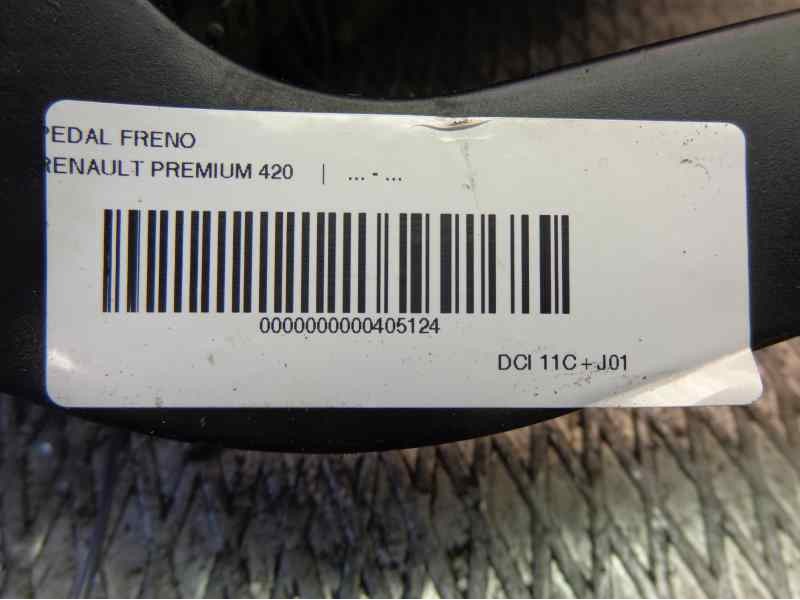 PEDAL FRENO
RENAULT PREMIUM 420 | ... - ...
0000000000405124
DCI 11C + J01